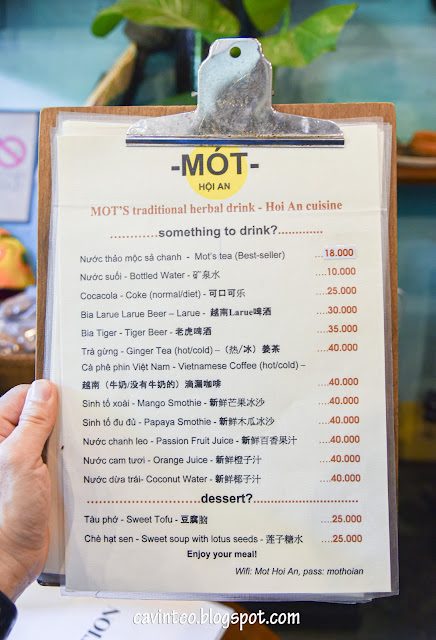 -MÓT-
HỘI AN
MOT'S traditional herbal drink - Hoi An cuisine
............something to drink?.............
Nước thảo mộc sả chanh - Mot's tea (Best-seller) ...18.000
Nước suối - Bottled Water - 矿泉水 ....10.000
Cocacola - Coke (normal/diet) - 可口可乐 ....25.000
Bia Larue Larue Beer – Larue - 越南Larue啤酒 ....30.000
Bia Tiger - Tiger Beer - 老虎啤酒 ....35.000
Trà gừng - Ginger Tea (hot/cold) – (热/冰) 姜茶 ....40.000
Cà phê phin Việt Nam - Vietnamese Coffee (hot/cold) –
越南 (牛奶/没有牛奶的) 滴漏咖啡 ....40.000
Sinh tố xoài - Mango Smothie - 新鲜芒果冰沙 ....40.000
Sinh tố đu đủ - Papaya Smothie - 新鲜木瓜冰沙 ....40.000
Nước chanh leo - Passion Fruit Juice - 新鲜百香果汁 ....40.000
Nước cam tươi - Orange Juice - 新鲜橙子汁 ....40.000
Nước dừa trái- Coconut Water - 新鲜椰子汁 ....40.000
............................dessert?............................
Tàu phớ - Sweet Tofu - 豆腐脑 ....25.000
Chè hạt sen - Sweet soup with lotus seeds - 莲子糖水 ....25.000
Enjoy your meal!
Wifi: Mot Hoi An, pass: mothoian
cavinteo.blogspot.com